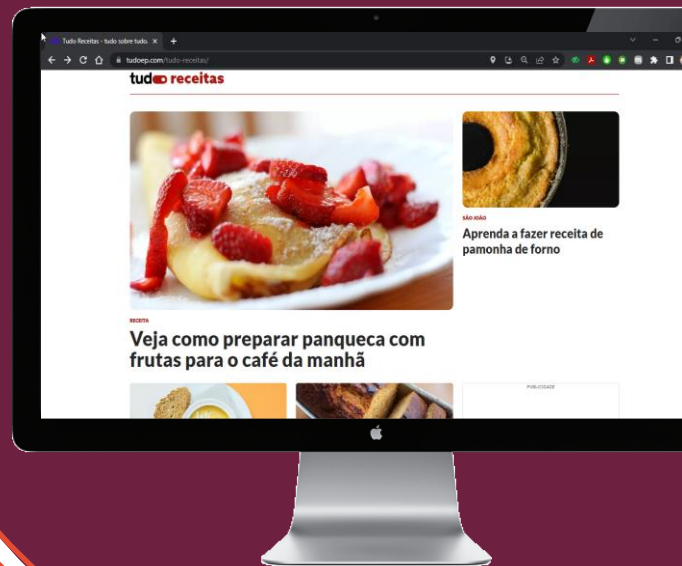 Tudo Receitas - tudo sobre tudo.
tudoep.com/tudo-receitas/
tudo receitas
SÃO JOÃO
Aprenda a fazer receita de
pamonha de forno
RECEITA
Veja como preparar panqueca com
frutas para o café da manhã
PUBLICIDADE